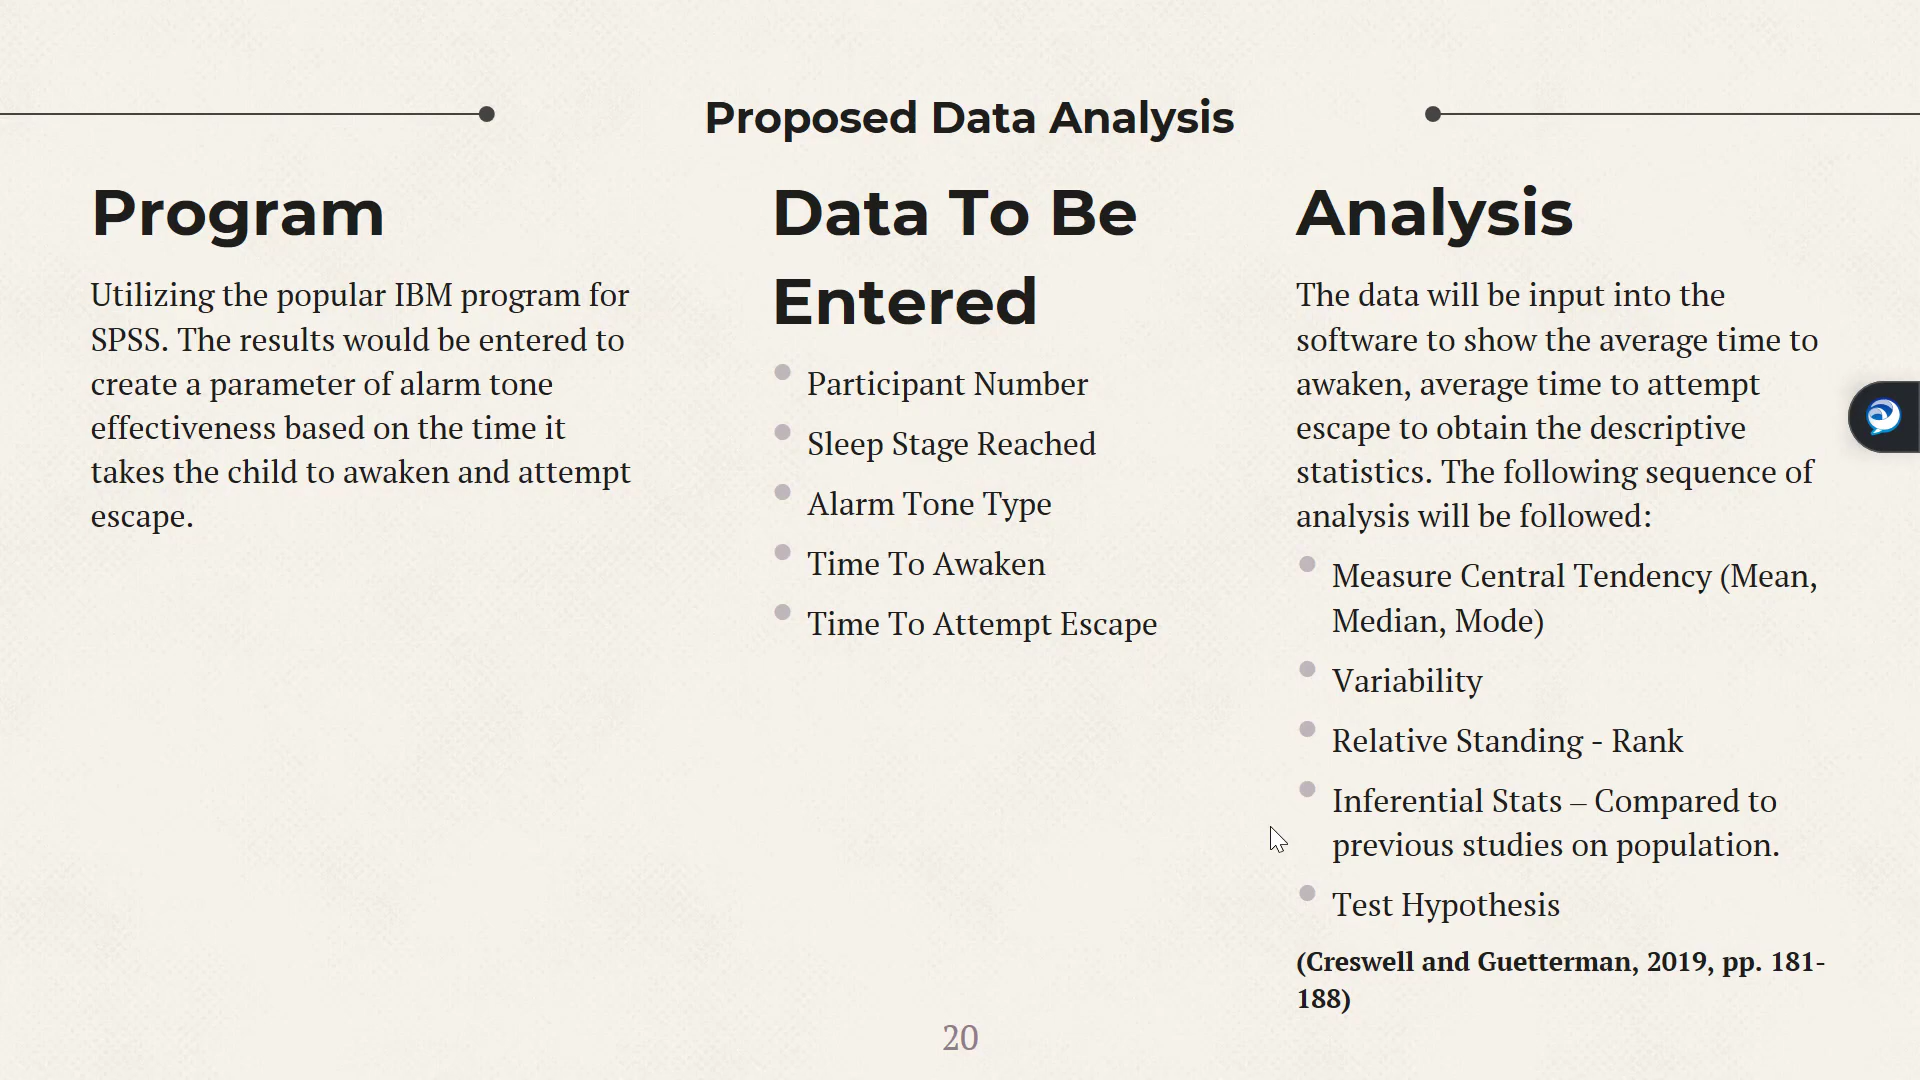 Proposed Data Analysis
Program
Utilizing the popular IBM program for
SPSS. The results would be entered to
create a parameter of alarm tone
effectiveness based on the time it
takes the child to awaken and attempt
escape.
Data To Be
Entered
Participant Number
Sleep Stage Reached
Alarm Tone Type
Time To Awaken
Time To Attempt Escape
Analysis
The data will be input into the
software to show the average time to
awaken, average time to attempt
escape to obtain the descriptive
statistics. The following sequence of
analysis will be followed:
Measure Central Tendency (Mean,
Median, Mode)
Variability
Relative Standing - Rank
Inferential Stats – Compared to
previous studies on population.
Test Hypothesis
(Creswell and Guetterman, 2019, pp. 181-
188)
20